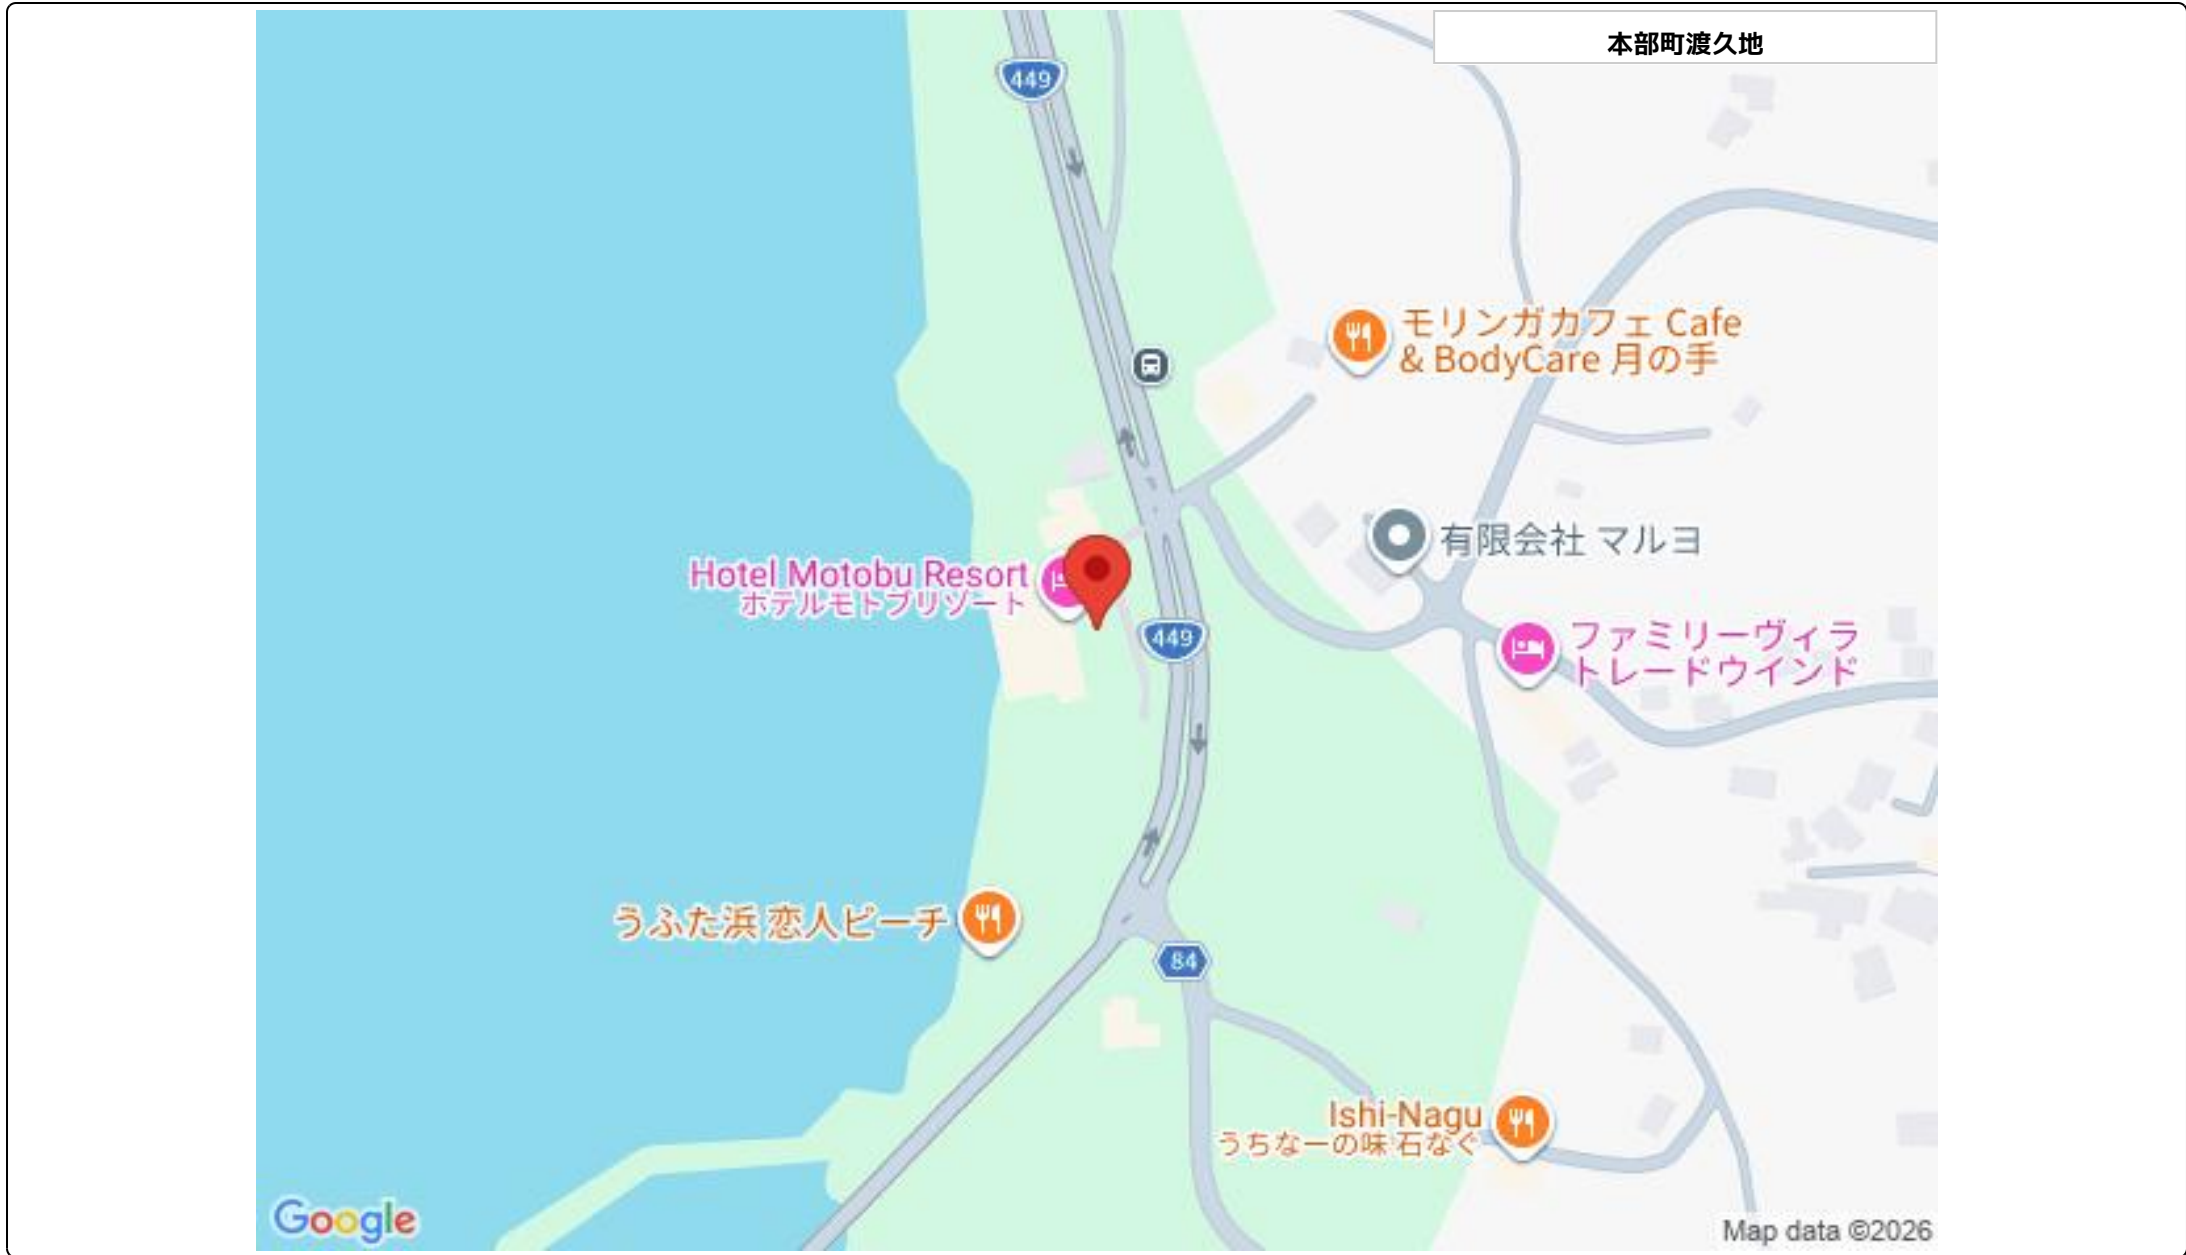 本部町渡久地
449
モリンガカフェ Cafe
& BodyCare 月の手
有限会社 マルヨ
Hotel Motobu Resort
ホテルモトブリゾート
449
ファミリーヴィラ
トレードウインド
うふた浜 恋人ビーチ
84
Ishi-Nagu
うちなーの味 石なぐ
Google
Map data ©2026